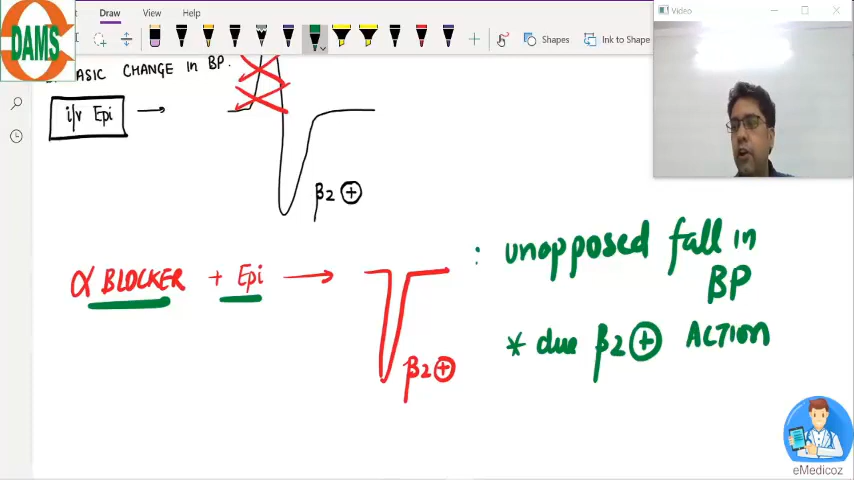 DAMS
Draw
View
Help
Shapes
Ink to Shape
Video
BASIC CHANGE in BP.
i/v Epi →
β2 ⊕
α BLOCKER + Epi →
β2 ⊕
: unopposed fall in
BP
* due β2 ⊕ ACTION
eMedicoz